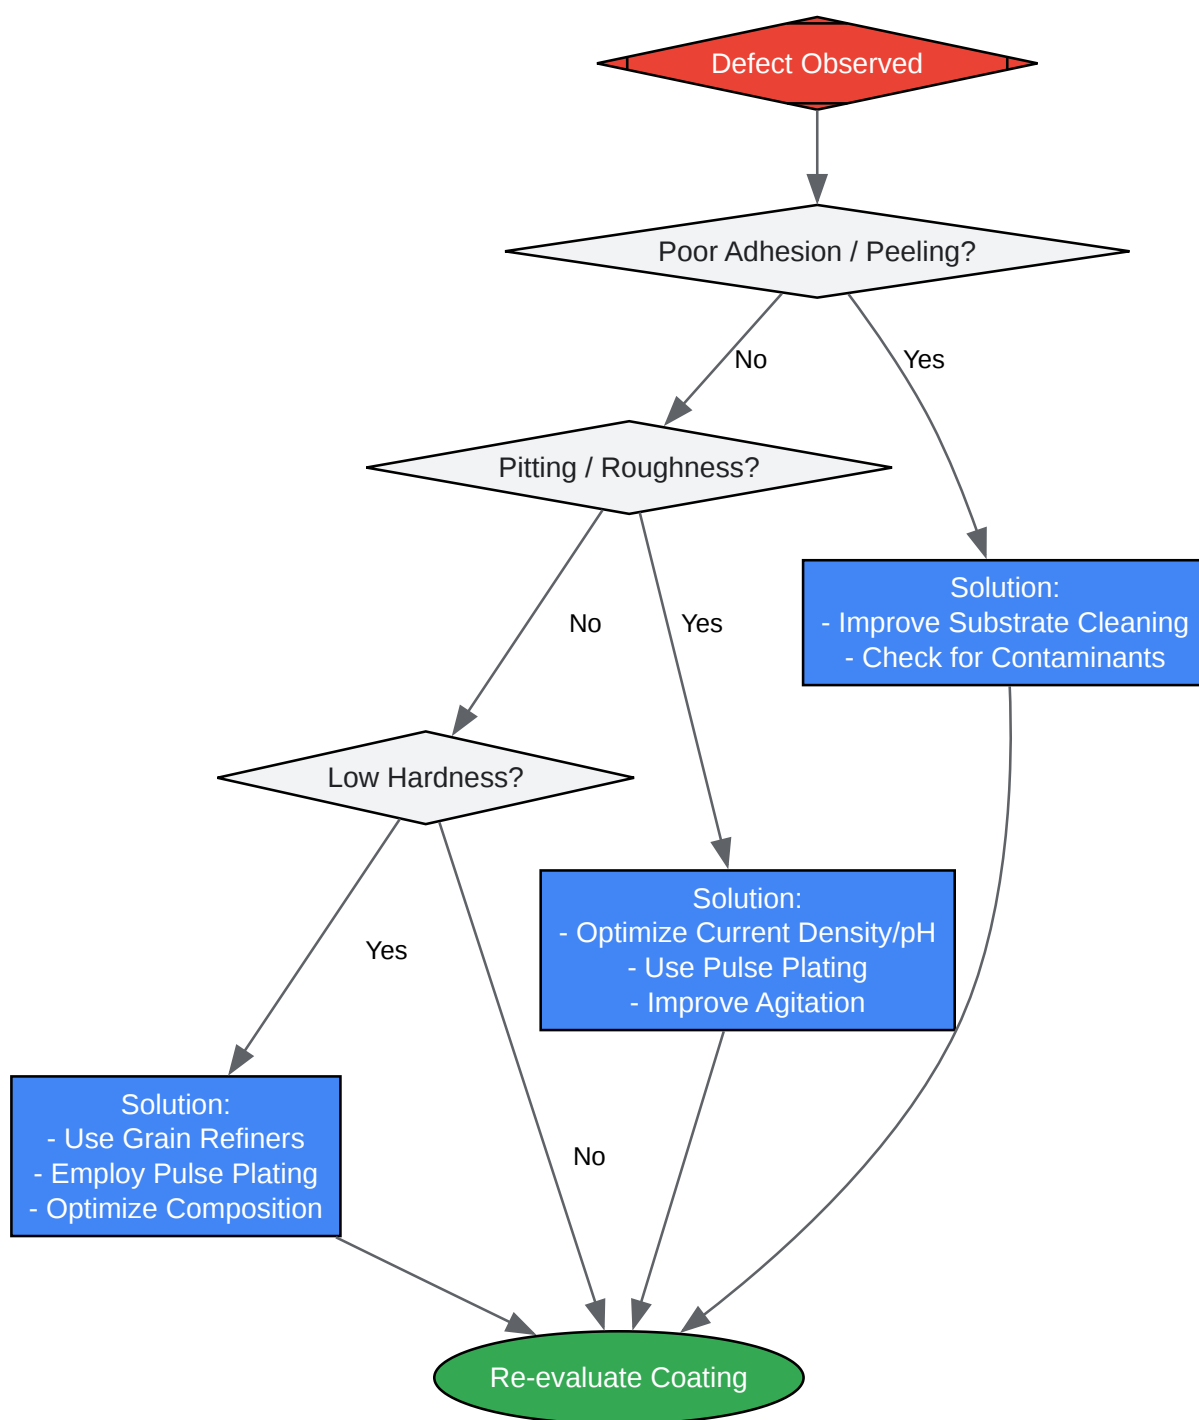 Defect Observed
Poor Adhesion / Peeling?
No
Yes
Pitting / Roughness?
Solution:
- Improve Substrate Cleaning
- Check for Contaminants
No
Yes
Low Hardness?
Solution:
- Optimize Current Density/pH
- Use Pulse Plating
- Improve Agitation
Yes
Solution:
- Use Grain Refiners
- Employ Pulse Plating
- Optimize Composition
No
Re-evaluate Coating